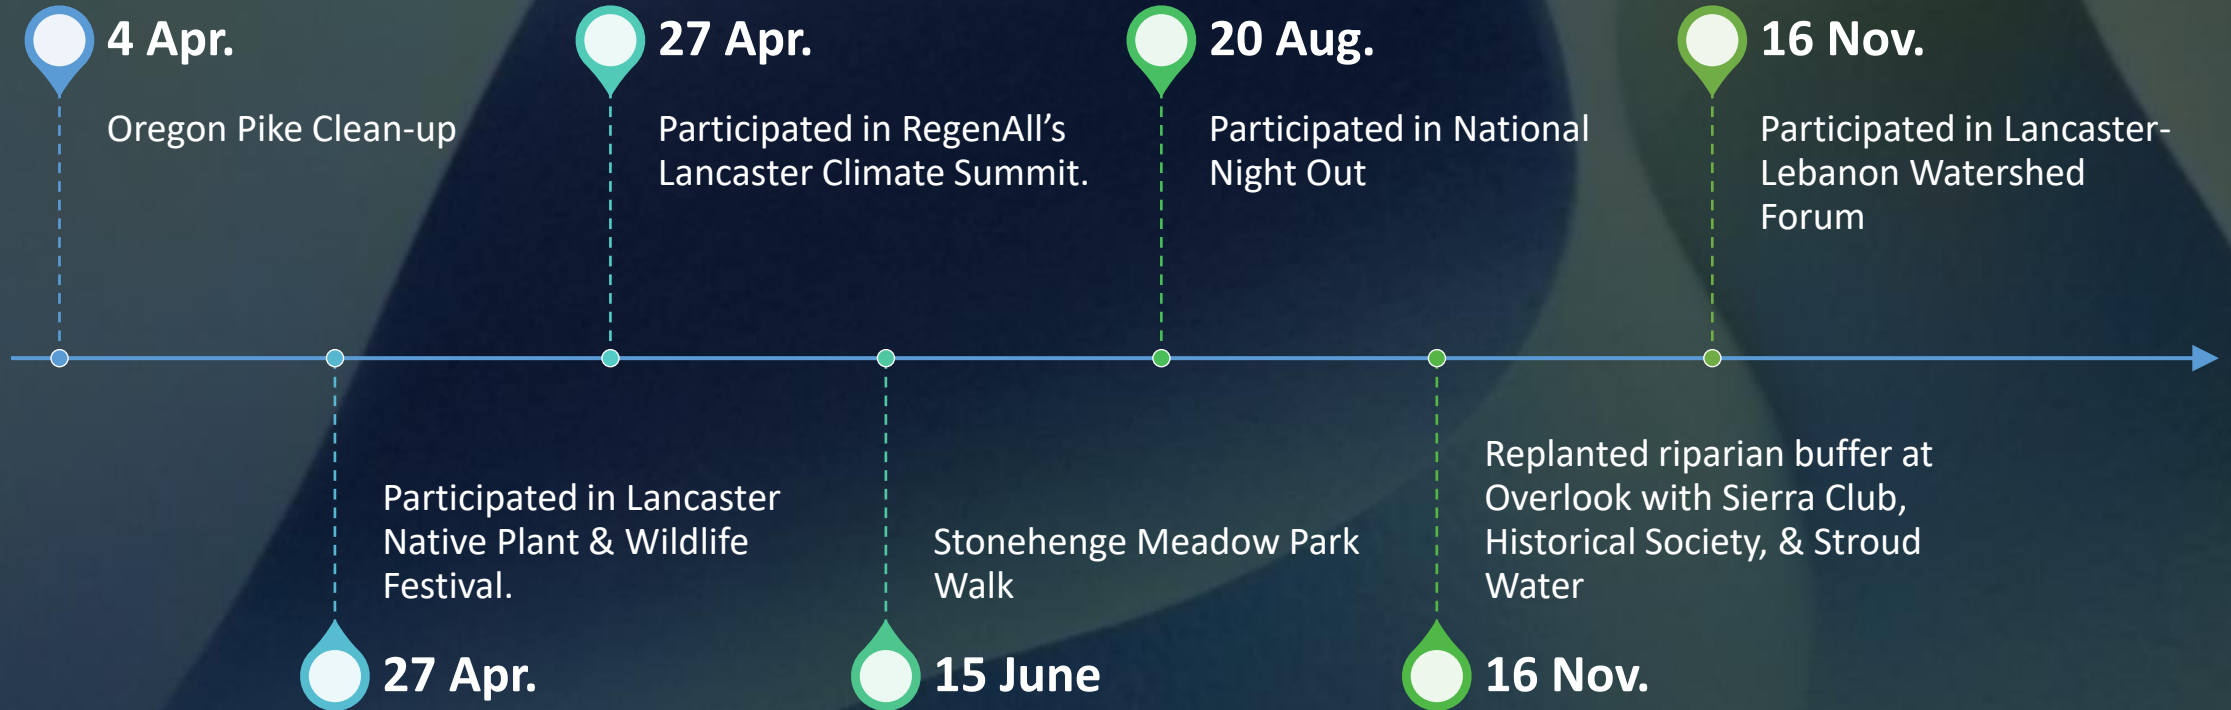 4 Apr.
Oregon Pike Clean-up
27 Apr.
Participated in Lancaster
Native Plant & Wildlife
Festival.
27 Apr.
Participated in RegenAll’s
Lancaster Climate Summit.
15 June
Stonehenge Meadow Park
Walk
20 Aug.
Participated in National
Night Out
16 Nov.
Replanted riparian buffer at
Overlook with Sierra Club,
Historical Society, & Stroud
Water
16 Nov.
Participated in Lancaster-
Lebanon Watershed
Forum